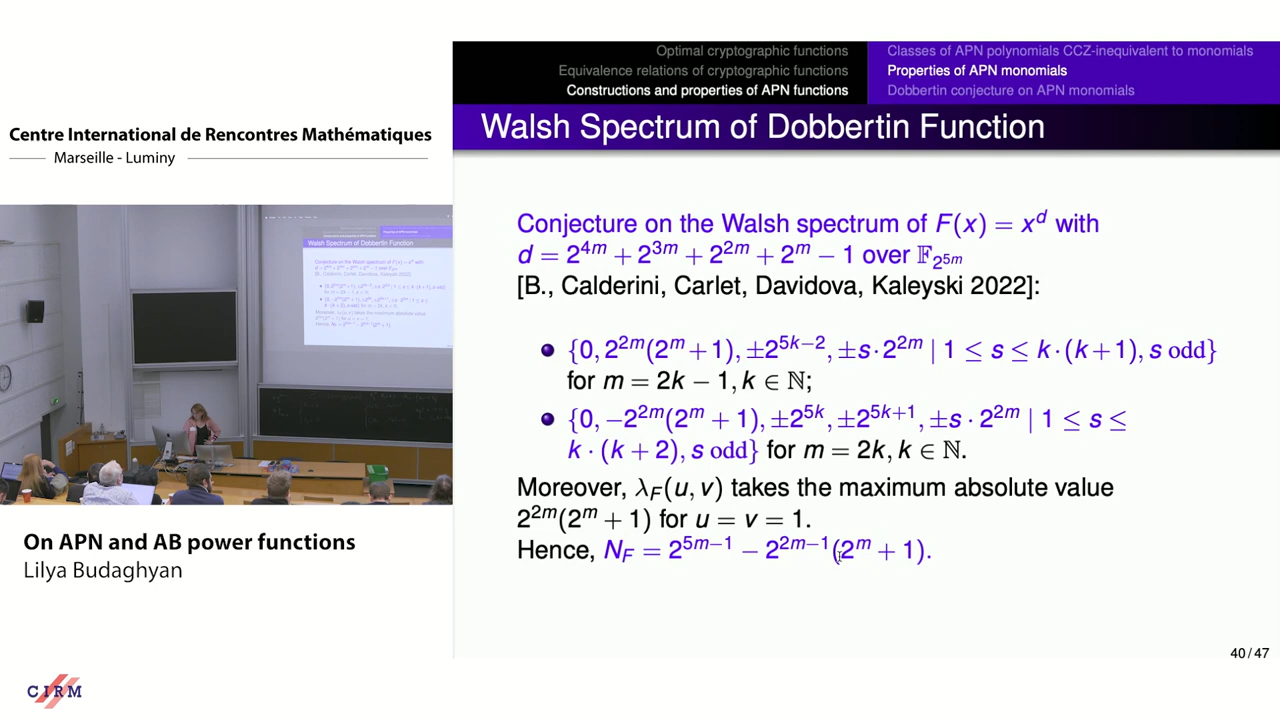 Centre International de Rencontres Mathématiques
Marseille - Luminy
Optimal cryptographic functions
Equivalence relations of cryptographic functions
Constructions and properties of APN functions
Classes of APN polynomials CCZ-inequivalent to monomials
Properties of APN monomials
Dobbertin conjecture on APN monomials
Walsh Spectrum of Dobbertin Function
Conjecture on the Walsh spectrum of F(x) = x^d with
d = 2^{4m} + 2^{3m} + 2^{2m} + 2^m − 1 over 𝔽_{2^{5m}}
[B., Calderini, Carlet, Davidova, Kaleyski 2022]:
{0, 2^{2m}(2^m + 1), ±2^{5k−2}, ±s·2^{2m} | 1 ≤ s ≤ k·(k+1), s odd}
for m = 2k − 1, k ∈ ℕ;
{0, −2^{2m}(2^m + 1), ±2^{5k}, ±2^{5k+1}, ±s · 2^{2m} | 1 ≤ s ≤
k · (k + 2), s odd} for m = 2k, k ∈ ℕ.
Moreover, λ_F(u, v) takes the maximum absolute value
2^{2m}(2^m + 1) for u = v = 1.
Hence, N_F = 2^{5m−1} − 2^{2m−1}(2^m + 1).
40 / 47
Walsh Spectrum of Dobbertin Function
On APN and AB power functions
Lilya Budaghyan
CIRM